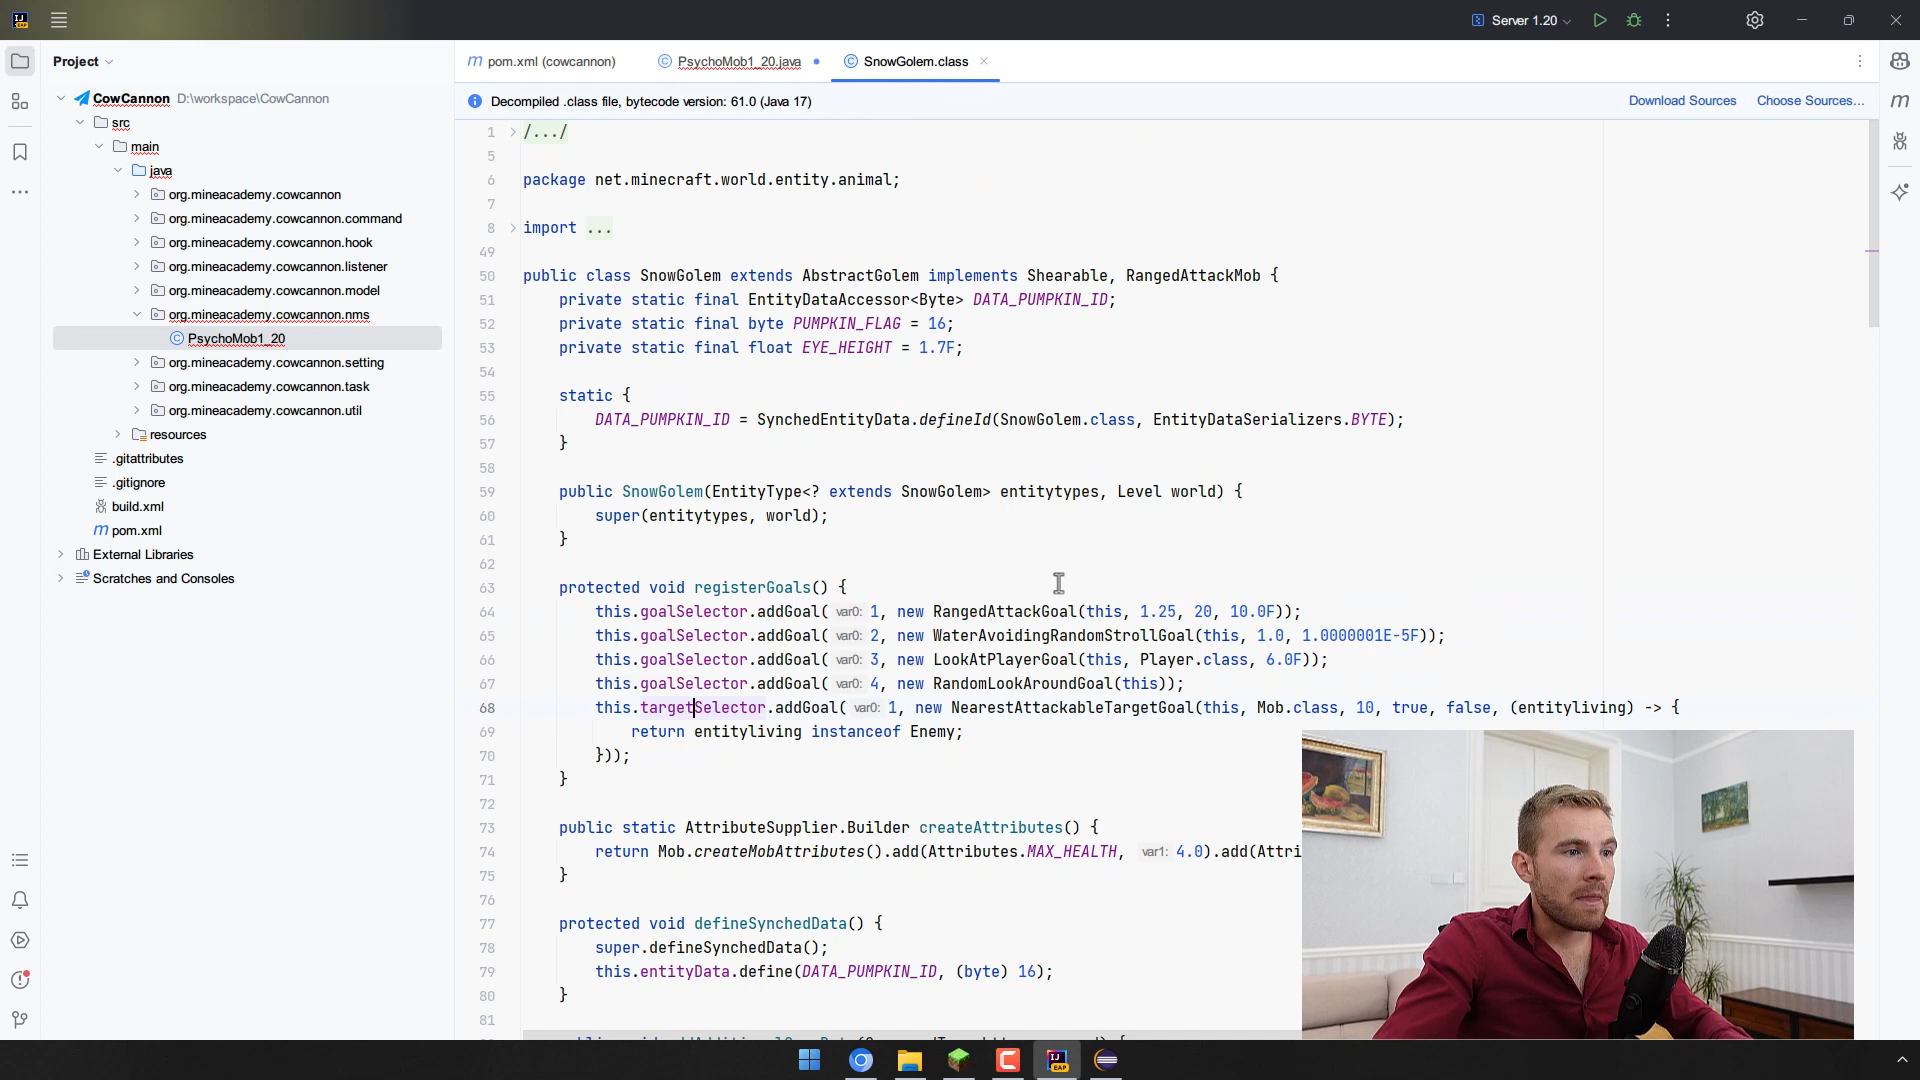 Server 1.20
Project
CowCannon D:\workspace\CowCannon
src
main
java
org.mineacademy.cowcannon
org.mineacademy.cowcannon.command
org.mineacademy.cowcannon.hook
org.mineacademy.cowcannon.listener
org.mineacademy.cowcannon.model
org.mineacademy.cowcannon.nms
PsychoMob1_20
org.mineacademy.cowcannon.setting
org.mineacademy.cowcannon.task
org.mineacademy.cowcannon.util
resources
.gitattributes
.gitignore
build.xml
m pom.xml
External Libraries
Scratches and Consoles
m pom.xml (cowcannon)
PsychoMob1_20.java
SnowGolem.class
Decompiled .class file, bytecode version: 61.0 (Java 17)
Download Sources Choose Sources...
1 /.../
5
6 package net.minecraft.world.entity.animal;
7
8 import ...
49
50 public class SnowGolem extends AbstractGolem implements Shearable, RangedAttackMob {
51 private static final EntityDataAccessor<Byte> DATA_PUMPKIN_ID;
52 private static final byte PUMPKIN_FLAG = 16;
53 private static final float EYE_HEIGHT = 1.7F;
54
55 static {
56 DATA_PUMPKIN_ID = SynchedEntityData.defineId(SnowGolem.class, EntityDataSerializers.BYTE);
57 }
58
59 public SnowGolem(EntityType<? extends SnowGolem> entitytypes, Level world) {
60 super(entitytypes, world);
61 }
62
63 protected void registerGoals() {
64 this.goalSelector.addGoal( var0: 1, new RangedAttackGoal(this, 1.25, 20, 10.0F));
65 this.goalSelector.addGoal( var0: 2, new WaterAvoidingRandomStrollGoal(this, 1.0, 1.0000001E-5F));
66 this.goalSelector.addGoal( var0: 3, new LookAtPlayerGoal(this, Player.class, 6.0F));
67 this.goalSelector.addGoal( var0: 4, new RandomLookAroundGoal(this));
68 this.targetSelector.addGoal( var0: 1, new NearestAttackableTargetGoal(this, Mob.class, 10, true, false, (entityliving) -> {
69 return entityliving instanceof Enemy;
70 }));
71 }
72
73 public static AttributeSupplier.Builder createAttributes() {
74 return Mob.createMobAttributes().add(Attributes.MAX_HEALTH, var1: 4.0).add(Attri
75 }
76
77 protected void defineSynchedData() {
78 super.defineSynchedData();
79 this.entityData.define(DATA_PUMPKIN_ID, (byte) 16);
80 }
81